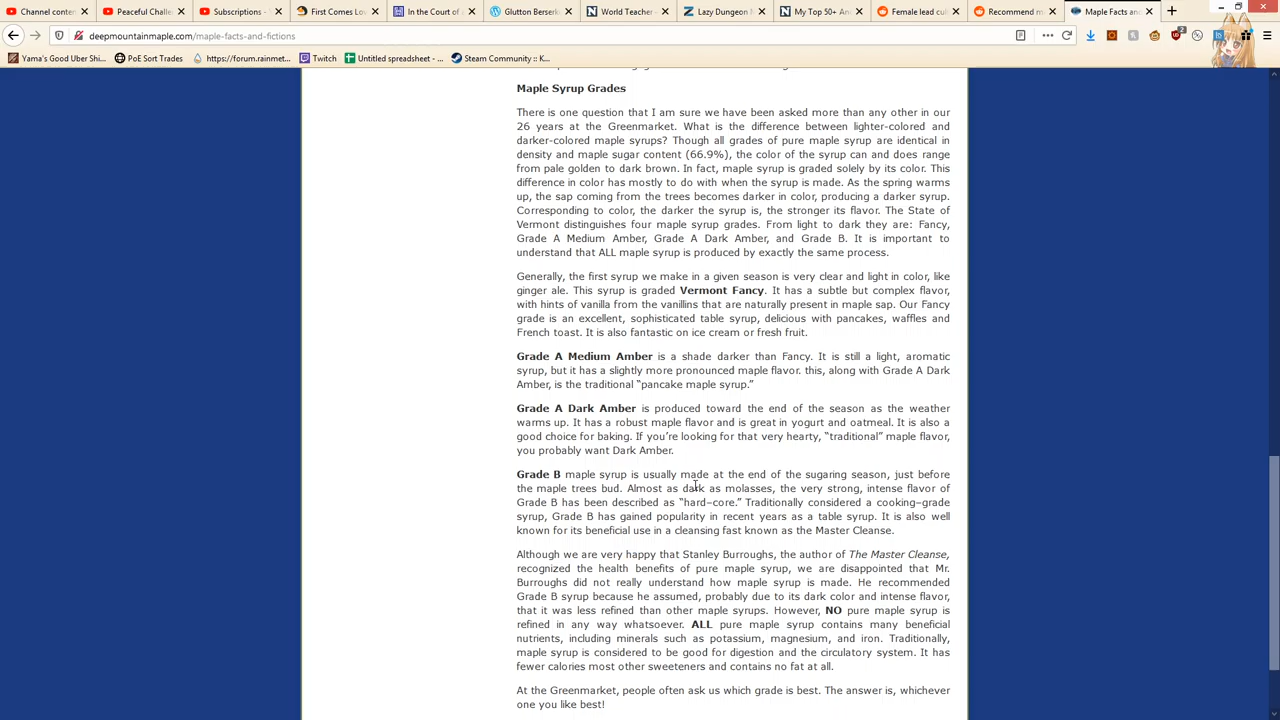 Channel conten
Peaceful Challe
Subscriptions -
First Comes Lo
In the Court of
Glutton Berserk
World Teacher -
Lazy Dungeon M
My Top 50+ An
Female lead cu
Recommend m
Maple Facts and
deepmountainmaple.com/maple-facts-and-fictions
Yama's Good Uber Shi...
PoE Sort Trades
https://forum.rainmet...
Twitch
Untitled spreadsheet - ...
Steam Community :: K...
Maple Syrup Grades
There is one question that I am sure we have been asked more than any other in our
26 years at the Greenmarket. What is the difference between lighter-colored and
darker-colored maple syrups? Though all grades of pure maple syrup are identical in
density and maple sugar content (66.9%), the color of the syrup can and does range
from pale golden to dark brown. In fact, maple syrup is graded solely by its color. This
difference in color has mostly to do with when the syrup is made. As the spring warms
up, the sap coming from the trees becomes darker in color, producing a darker syrup.
Corresponding to color, the darker the syrup is, the stronger its flavor. The State of
Vermont distinguishes four maple syrup grades. From light to dark they are: Fancy,
Grade A Medium Amber, Grade A Dark Amber, and Grade B. It is important to
understand that ALL maple syrup is produced by exactly the same process.
Generally, the first syrup we make in a given season is very clear and light in color, like
ginger ale. This syrup is graded Vermont Fancy. It has a subtle but complex flavor,
with hints of vanilla from the vanillins that are naturally present in maple sap. Our Fancy
grade is an excellent, sophisticated table syrup, delicious with pancakes, waffles and
French toast. It is also fantastic on ice cream or fresh fruit.
Grade A Medium Amber is a shade darker than Fancy. It is still a light, aromatic
syrup, but it has a slightly more pronounced maple flavor. this, along with Grade A Dark
Amber, is the traditional “pancake maple syrup.”
Grade A Dark Amber is produced toward the end of the season as the weather
warms up. It has a robust maple flavor and is great in yogurt and oatmeal. It is also a
good choice for baking. If you’re looking for that very hearty, “traditional” maple flavor,
you probably want Dark Amber.
Grade B maple syrup is usually made at the end of the sugaring season, just before
the maple trees bud. Almost as dark as molasses, the very strong, intense flavor of
Grade B has been described as “hard–core.” Traditionally considered a cooking–grade
syrup, Grade B has gained popularity in recent years as a table syrup. It is also well
known for its beneficial use in a cleansing fast known as the Master Cleanse.
Although we are very happy that Stanley Burroughs, the author of The Master Cleanse,
recognized the health benefits of pure maple syrup, we are disappointed that Mr.
Burroughs did not really understand how maple syrup is made. He recommended
Grade B syrup because he assumed, probably due to its dark color and intense flavor,
that it was less refined than other maple syrups. However, NO pure maple syrup is
refined in any way whatsoever. ALL pure maple syrup contains many beneficial
nutrients, including minerals such as potassium, magnesium, and iron. Traditionally,
maple syrup is considered to be good for digestion and the circulatory system. It has
fewer calories most other sweeteners and contains no fat at all.
At the Greenmarket, people often ask us which grade is best. The answer is, whichever
one you like best!